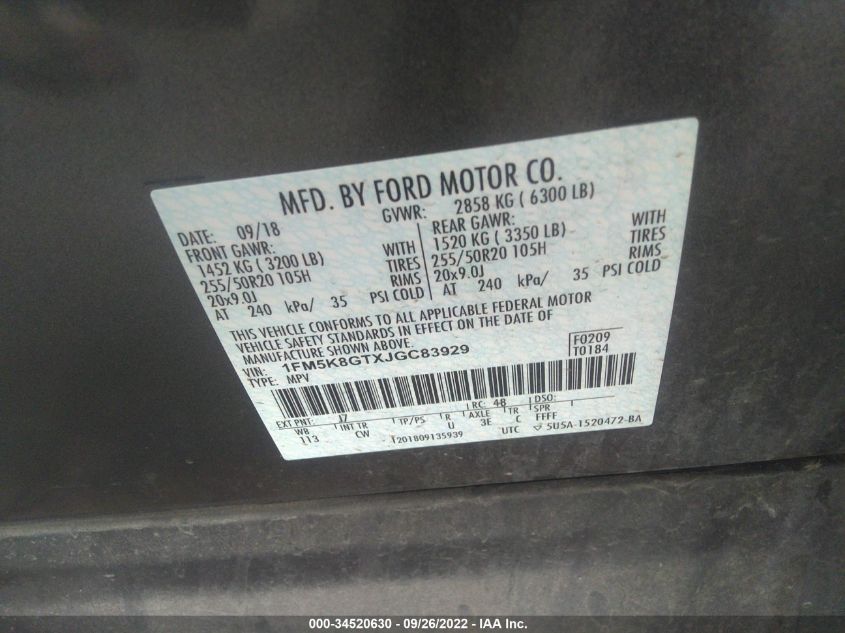 MFD. BY FORD MOTOR CO.
DATE: 09/18 GVWR: 2858 KG ( 6300 LB)
FRONT GAWR: REAR GAWR:
1452 KG ( 3200 LB) WITH 1520 KG ( 3350 LB) WITH
255/50R20 105H TIRES 255/50R20 105H TIRES
20x9.0J RIMS 20x9.0J RIMS
AT 240 kPa/ 35 PSI COLD AT 240 kPa/ 35 PSI COLD
THIS VEHICLE CONFORMS TO ALL APPLICABLE FEDERAL MOTOR
VEHICLE SAFETY STANDARDS IN EFFECT ON THE DATE OF
MANUFACTURE SHOWN ABOVE.
VIN: 1FM5K8GTXJGC83929 F0209
TYPE: MPV T0184
EXT PNT: J7 RC: 48 DSO:
WB INT TR TP/PS R AXLE TR SPR
113 CW U 3E C FFFF
T201809135939 UTC 5U5A-1520472-BA
000-34520630 - 09/26/2022 - IAA Inc.